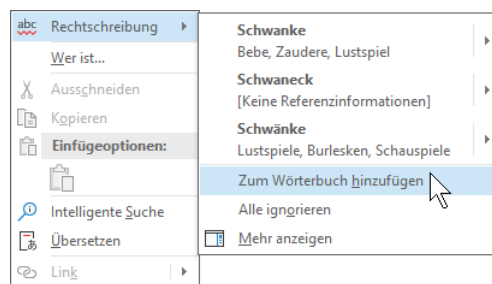 abc Rechtschreibung
Wer ist...
Ausschneiden
Kopieren
Einfügeoptionen:
Intelligente Suche
Übersetzen
Link
Schwanke
Bebe, Zaudere, Lustspiel
Schwaneck
[Keine Referenzinformationen]
Schwänke
Lustspiele, Burlesken, Schauspiele
Zum Wörterbuch hinzufügen
Alle ignorieren
Mehr anzeigen